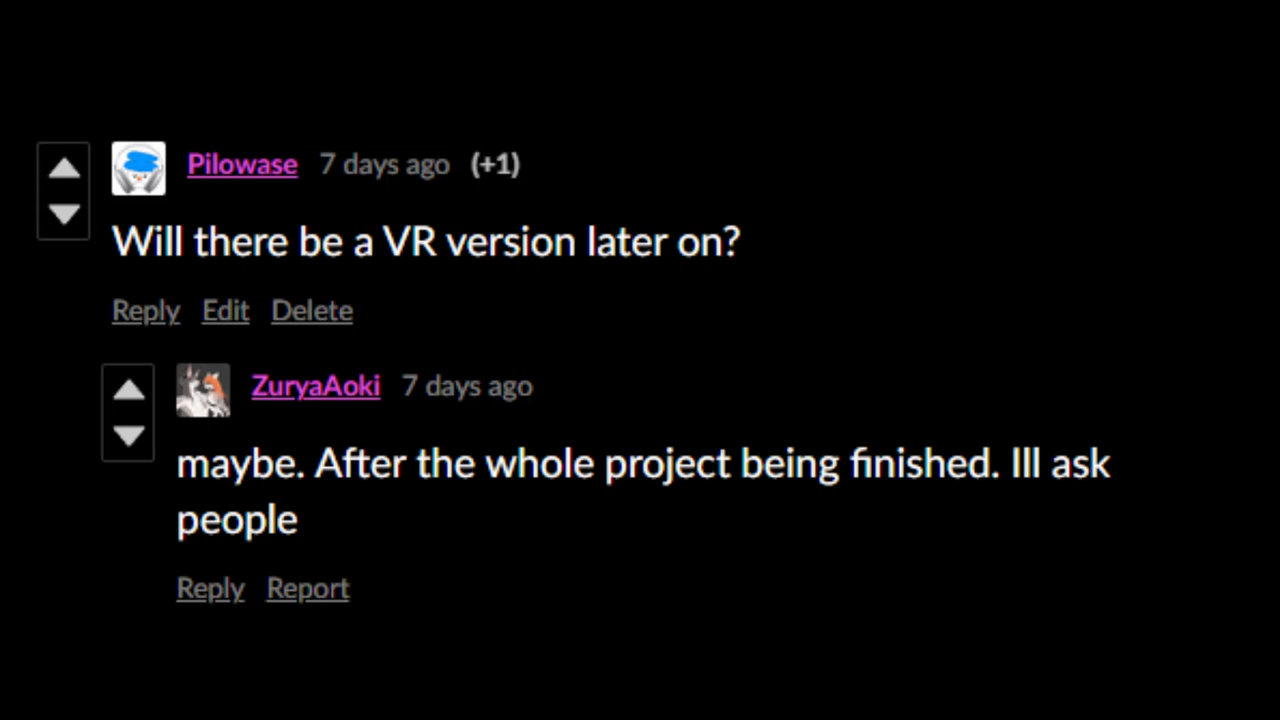 Pilowase 7 days ago (+1)
Will there be a VR version later on?
Reply Edit Delete
ZuryaAoki 7 days ago
maybe. After the whole project being finished. Ill ask
people
Reply Report